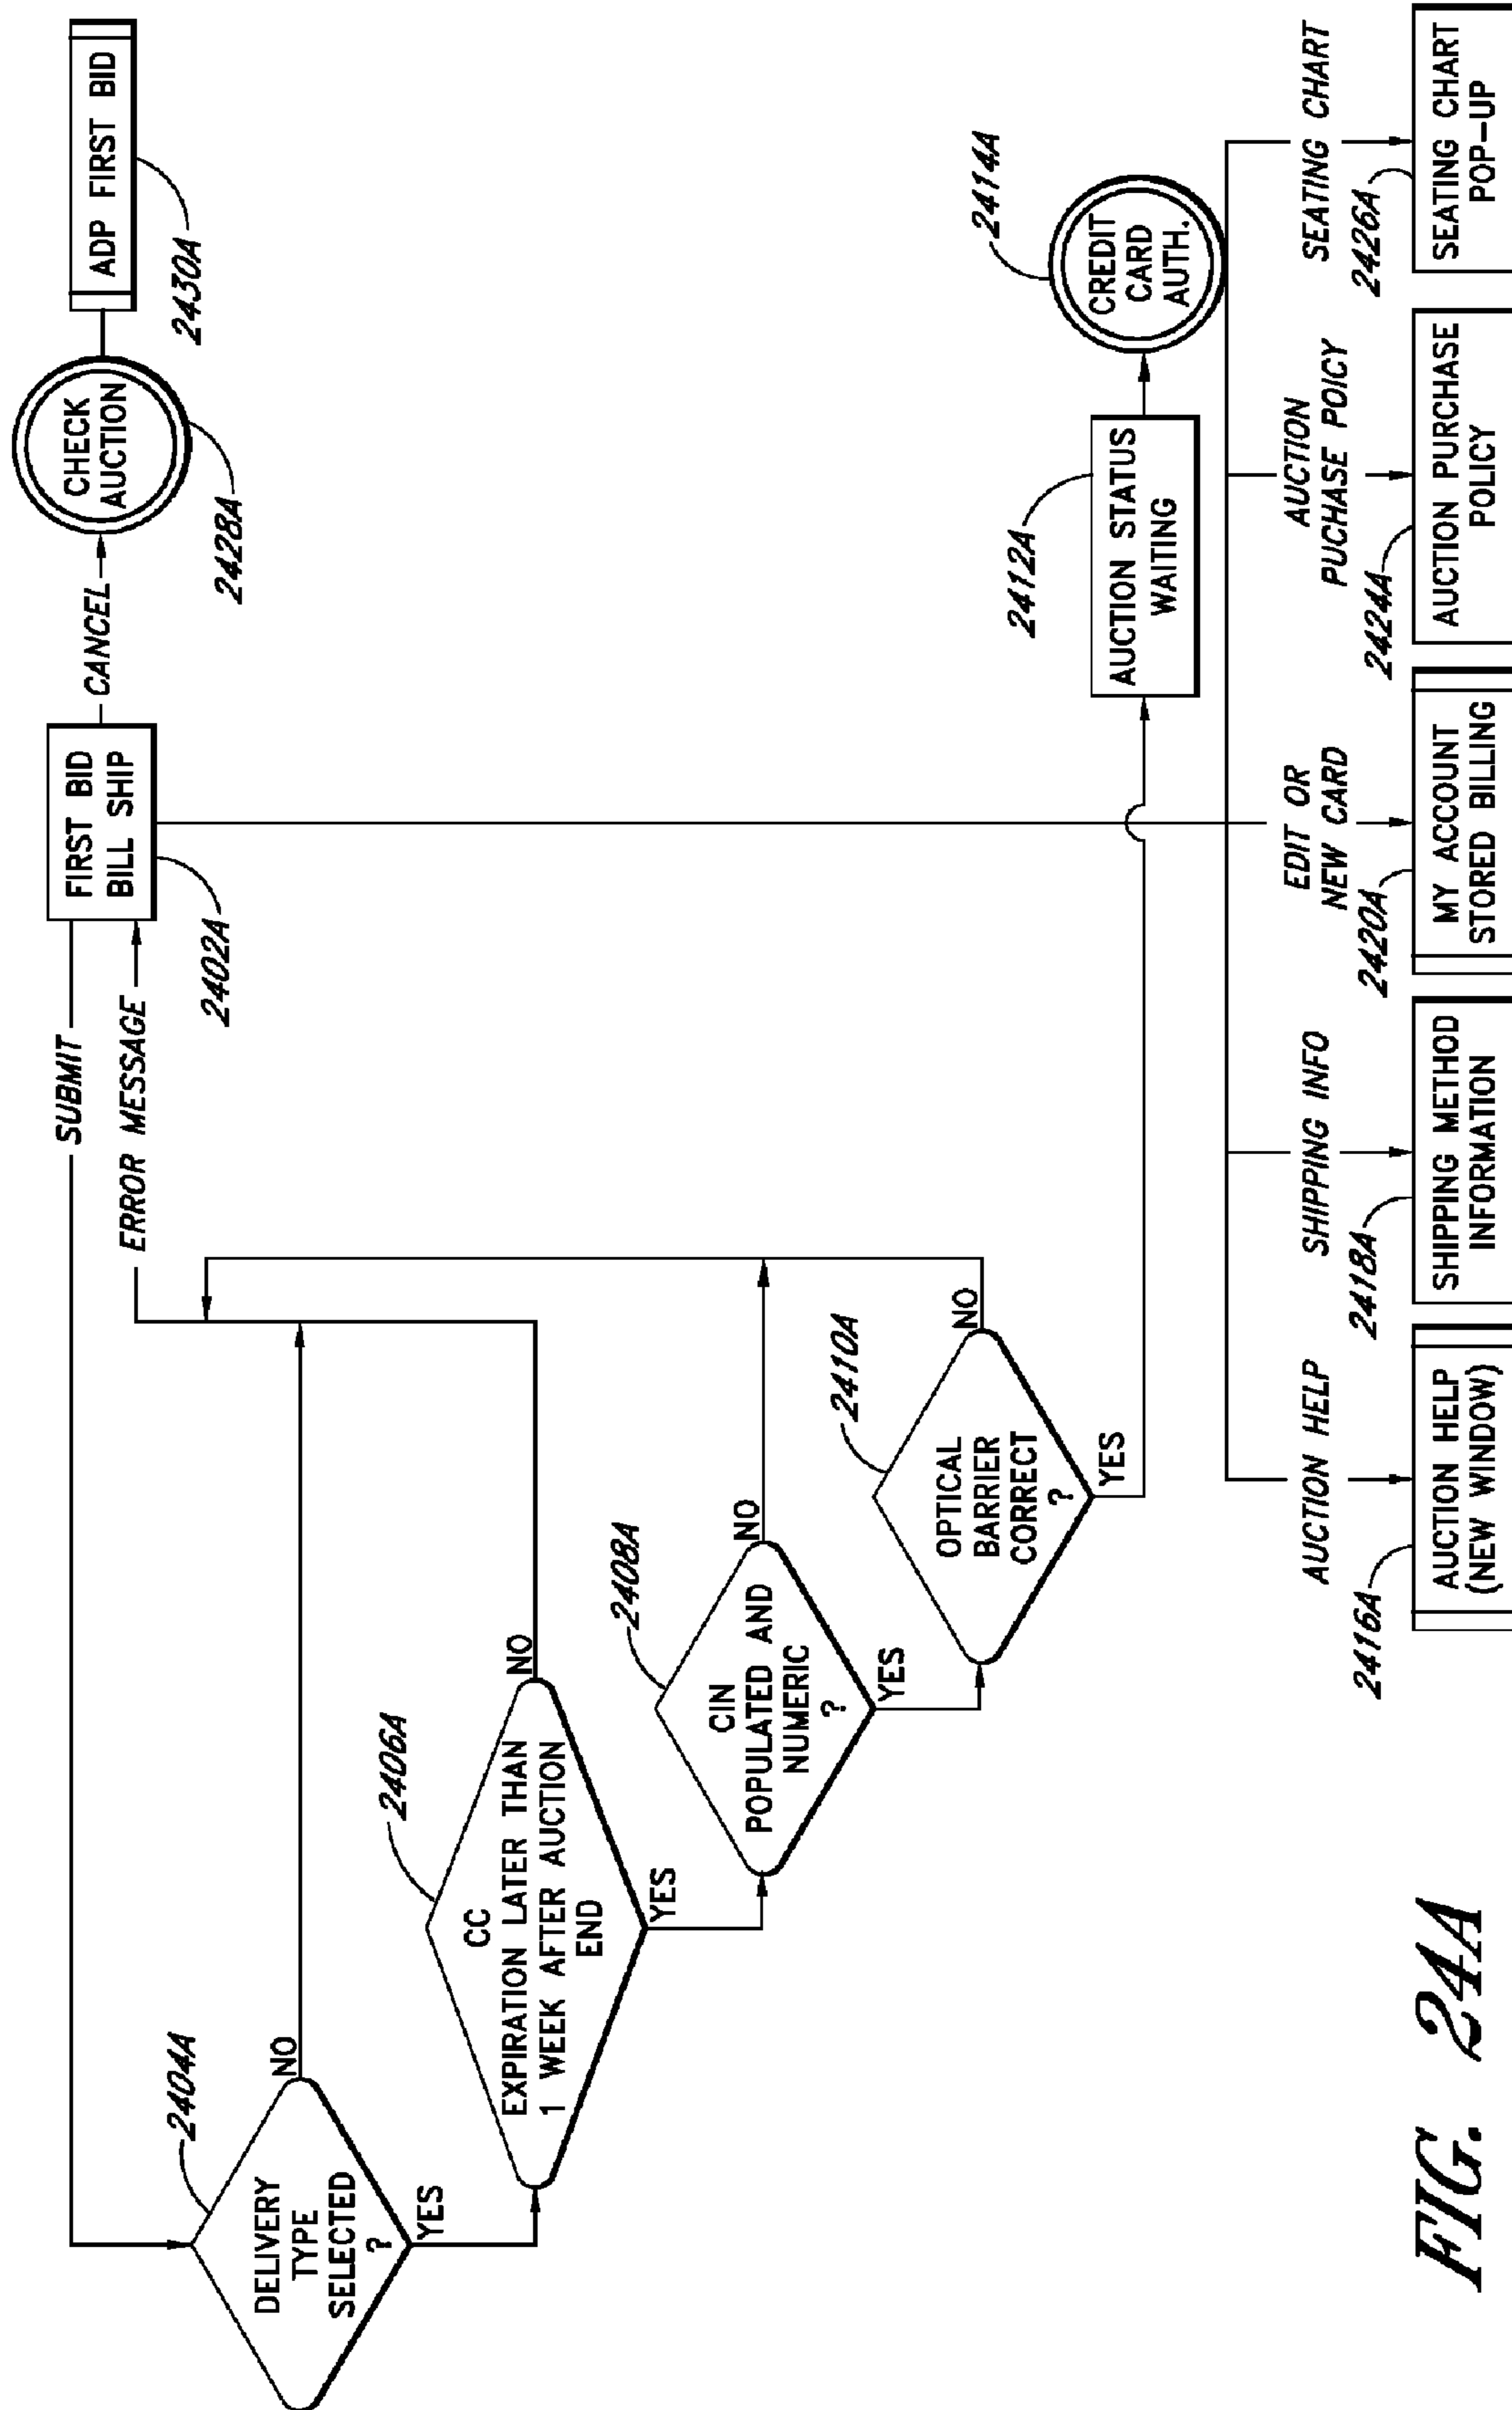 SUBMIT
ERROR MESSAGE
FIRST BID
BILL SHIP
2402A
CANCEL
CHECK
AUCTION
2428A
ADP FIRST BID
2430A
2404A
DELIVERY
TYPE
SELECTED
?
NO
YES
2406A
CC
EXPIRATION LATER THAN
1 WEEK AFTER AUCTION
END
NO
YES
2408A
CIN
POPULATED AND
NUMERIC
?
NO
YES
2410A
OPTICAL
BARRIER
CORRECT
?
NO
YES
2412A
AUCTION STATUS
WAITING
2414A
CREDIT
CARD
AUTH.
AUCTION HELP
2416A
AUCTION HELP
(NEW WINDOW)
SHIPPING INFO
2418A
SHIPPING METHOD
INFORMATION
EDIT OR
NEW CARD
2420A
MY ACCOUNT
STORED BILLING
AUCTION
PUCHASE POICY
2424A
AUCTION PURCHASE
POLICY
SEATING CHART
2426A
SEATING CHART
POP-UP
FIG. 24A